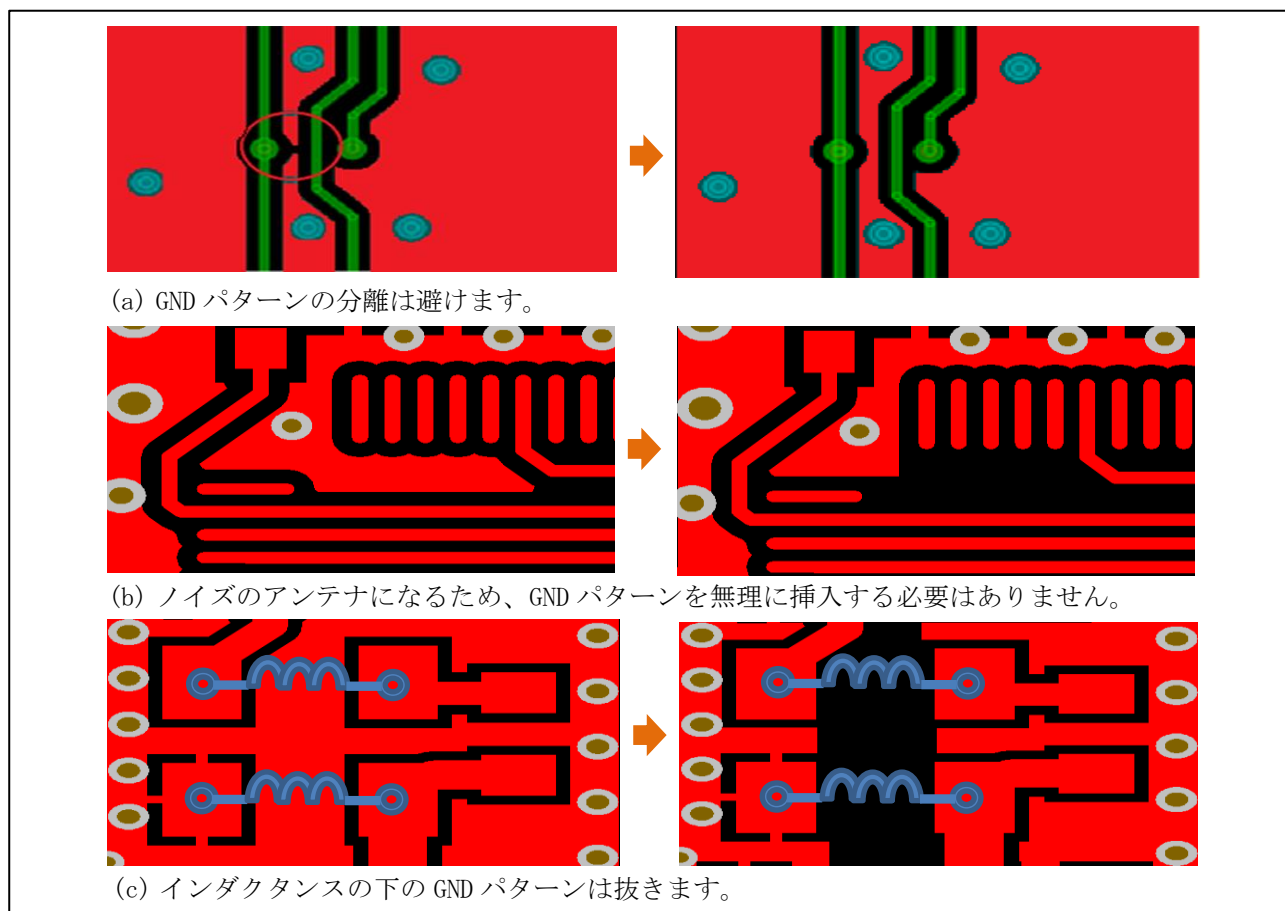 (a) GND パターンの分離は避けます。
(b) ノイズのアンテナになるため、GND パターンを無理に挿入する必要はありません。
(c) インダクタンスの下の GND パターンは抜きます。